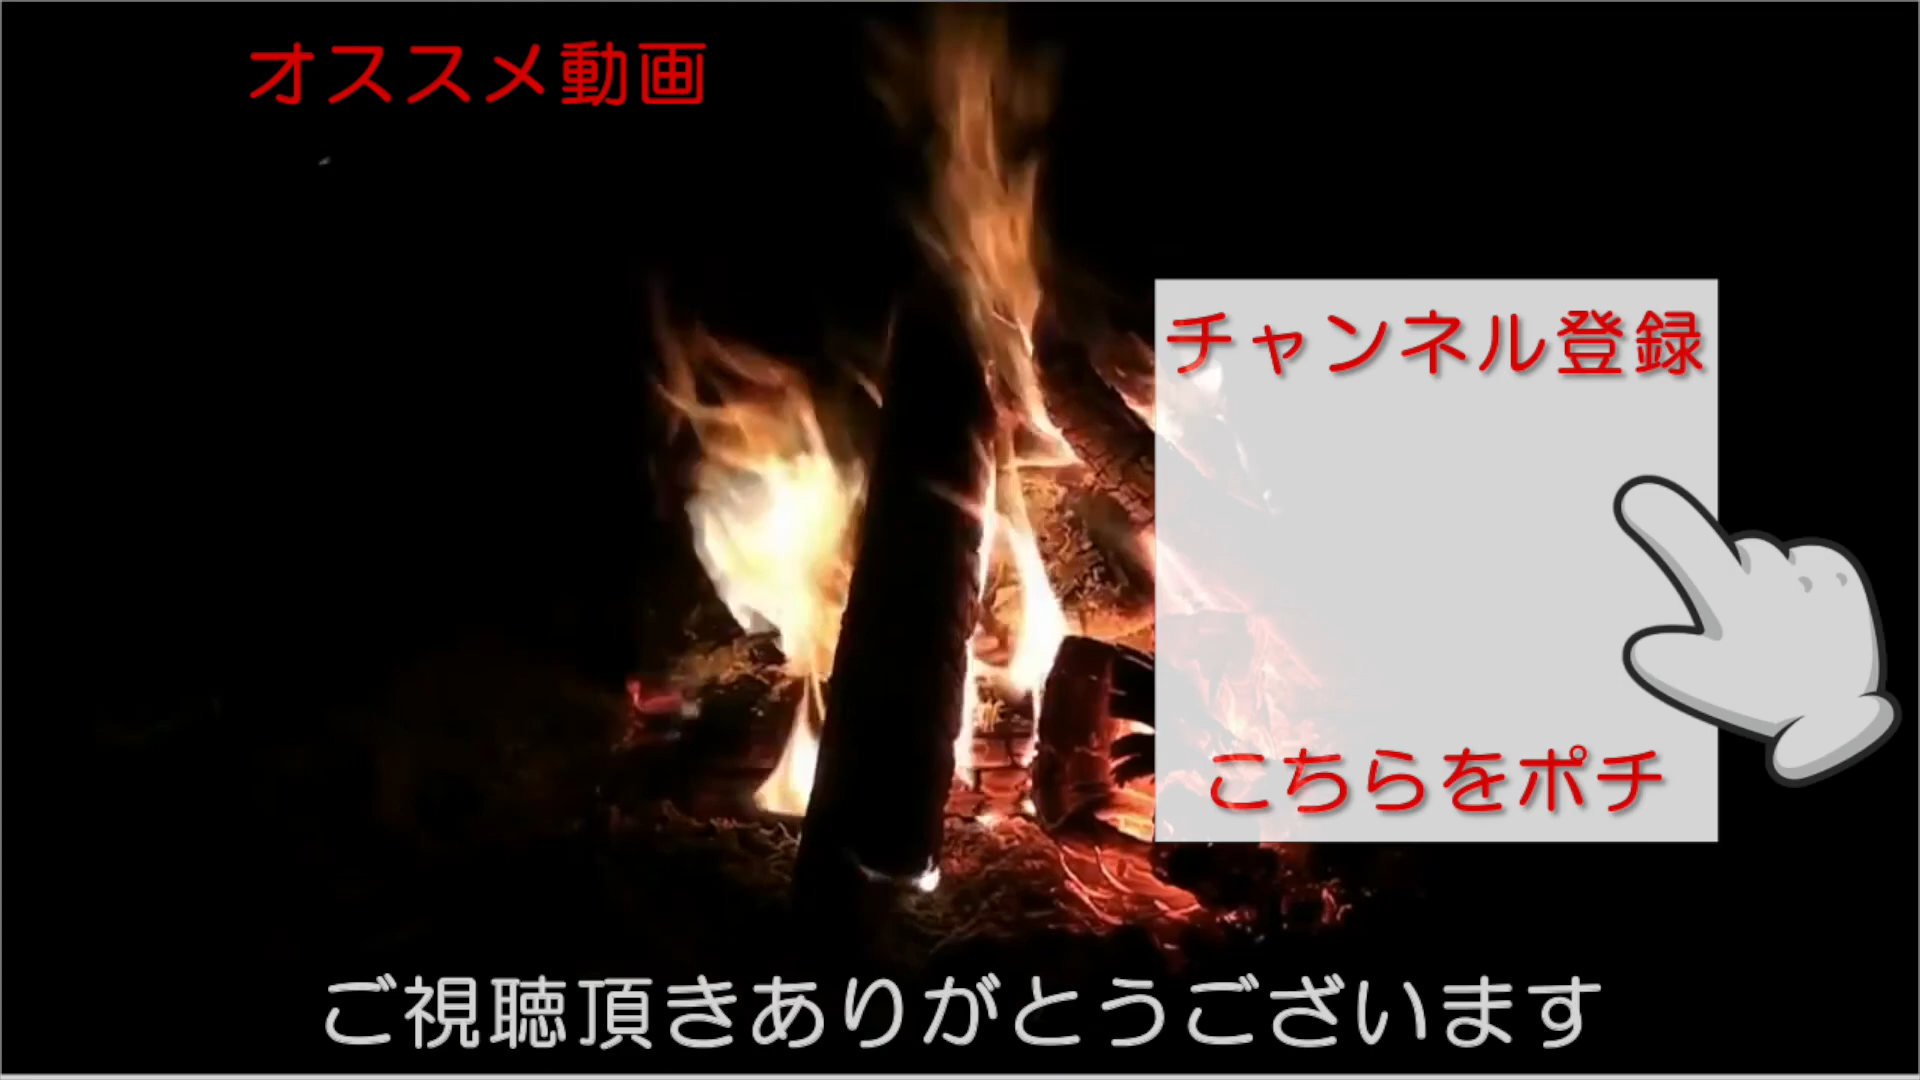 オススメ動画
チャンネル登録
こちらをポチ
ご視聴頂きありがとうございます